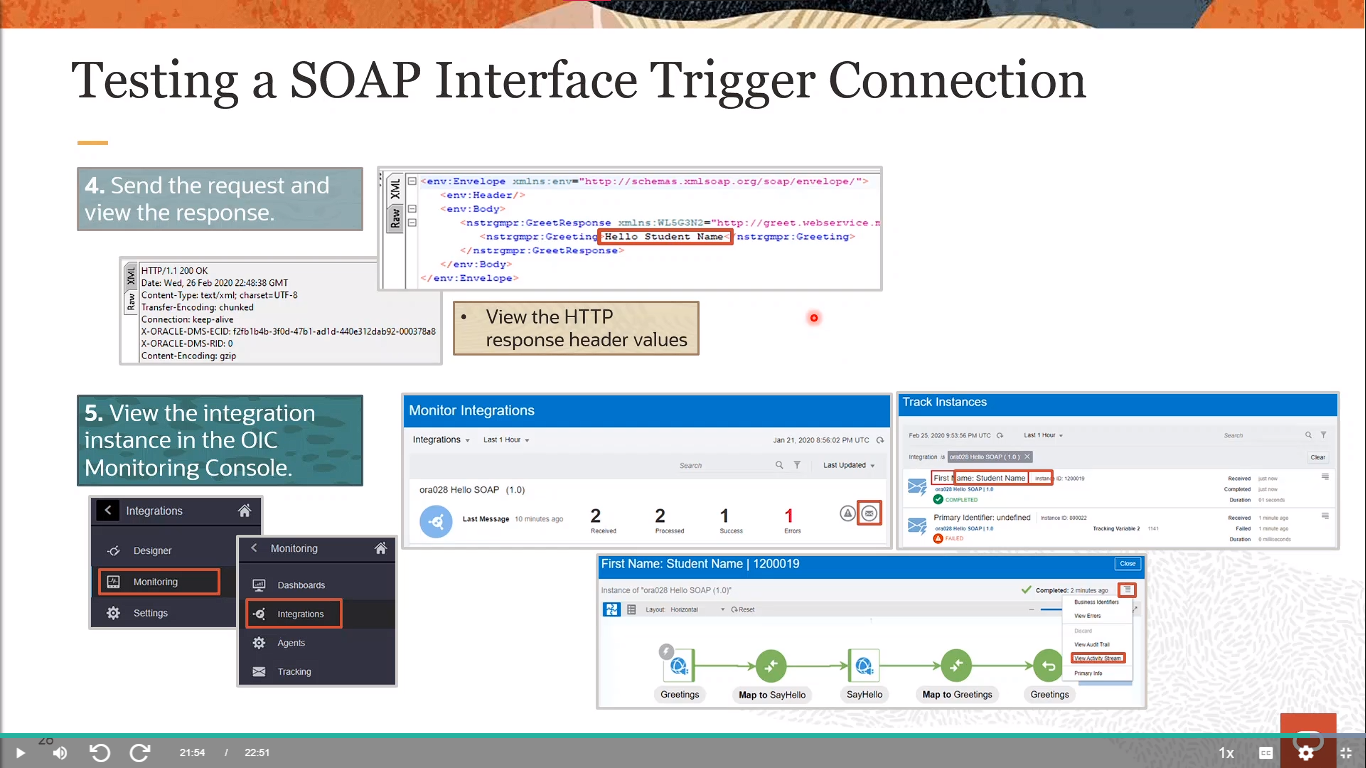 Testing a SOAP Interface Trigger Connection
4. Send the request and
view the response.
XML
Raw
<env:Envelope xmlns:env="http://schemas.xmlsoap.org/soap/envelope/">
<env:Header/>
<env:Body>
<nstrgmpr:GreetResponse xmlns:WL5G3N2="http://greet.webservice.m
<nstrgmpr:Greeting>Hello Student Name</nstrgmpr:Greeting>
</nstrgmpr:GreetResponse>
</env:Body>
</env:Envelope>
XML
Raw
HTTP/1.1 200 OK
Date: Wed, 26 Feb 2020 22:48:38 GMT
Content-Type: text/xml; charset=UTF-8
Transfer-Encoding: chunked
Connection: keep-alive
X-ORACLE-DMS-ECID: f2fb1b4b-3f0d-47b1-ad1d-440e312dab92-000378a8
X-ORACLE-DMS-RID: 0
Content-Encoding: gzip
• View the HTTP
response header values
5. View the integration
instance in the OIC
Monitoring Console.
Integrations
Designer
Monitoring
Settings
Monitoring
Dashboards
Integrations
Agents
Tracking
Monitor Integrations
Integrations Last 1 Hour Jan 21, 2020 8:56:02 PM UTC
Search Last Updated
ora028 Hello SOAP (1.0)
Last Message 10 minutes ago 2 2 1 1
Received Processed Success Errors
Track Instances
Feb 25, 2020 9:53:56 PM UTC Last 1 Hour Search
Integration is ora028 Hello SOAP ( 1.0 ) X Clear
First Name: Student Name Instance ID: 1200019 Received just now
ora028 Hello SOAP | 1.0 Completed just now
COMPLETED Duration 61 seconds
Primary Identifier: undefined Instance ID: 800022 Received 1 minute ago
ora028 Hello SOAP | 1.0 Tracking Variable 2 1141 Failed 1 minute ago
FAILED Duration 8 milliseconds
First Name: Student Name | 1200019 Close
Instance of "ora028 Hello SOAP (1.0)" Completed: 2 minutes ago
Layout Horizontal Reset
Business Identifiers
View Errors
Discard
View Audit Trail
View Activity Stream
Primary Info
Greetings Map to SayHello SayHello Map to Greetings Greetings
21:54 / 22:51 1x CC